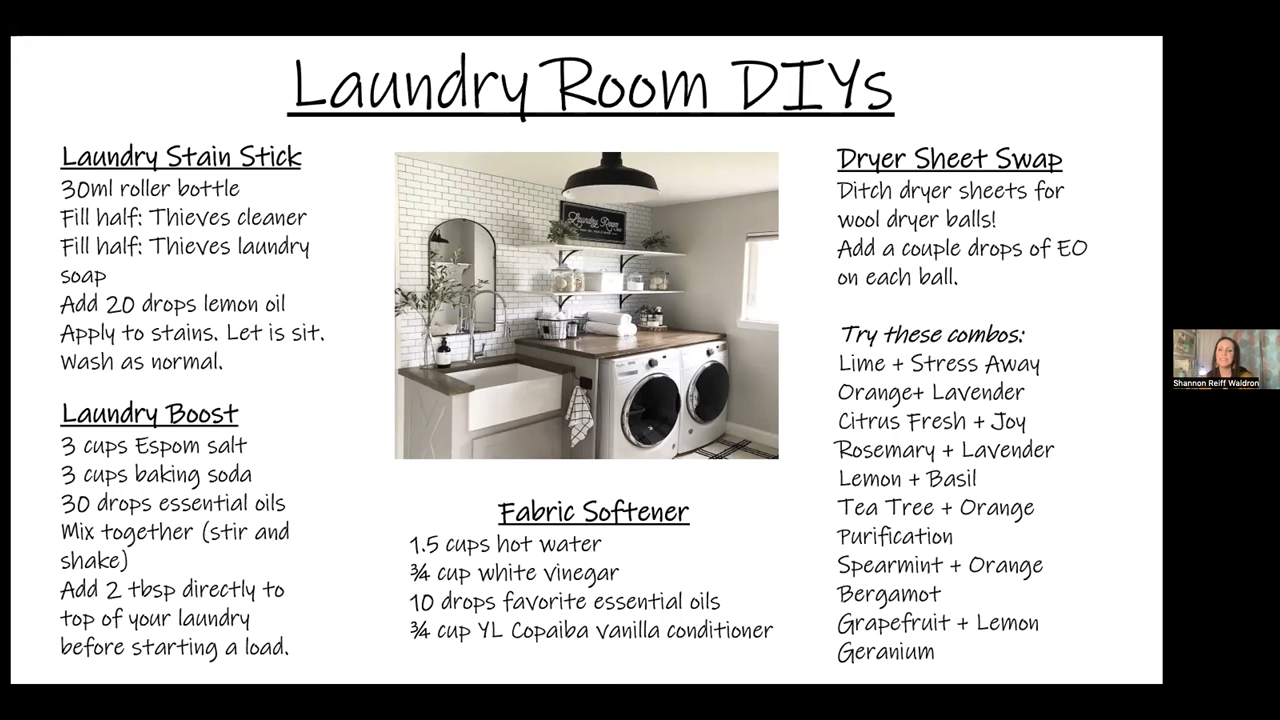 Laundry Room DIYs
Laundry Stain Stick
30ml roller bottle
Fill half: Thieves cleaner
Fill half: Thieves laundry
soap
Add 20 drops lemon oil
Apply to stains. Let is sit.
Wash as normal.
Laundry Boost
3 cups Espom salt
3 cups baking soda
30 drops essential oils
Mix together (stir and
shake)
Add 2 tbsp directly to
top of your laundry
before starting a load.
Laundry Room
Fabric Softener
1.5 cups hot water
¾ cup white vinegar
10 drops favorite essential oils
¾ cup YL Copaiba Vanilla conditioner
Dryer Sheet Swap
Ditch dryer sheets for
wool dryer balls!
Add a couple drops of EO
on each ball.
Try these combos:
Lime + Stress Away
Orange+ Lavender
Citrus Fresh + Joy
Rosemary + Lavender
Lemon + Basil
Tea Tree + Orange
Purification
Spearmint + Orange
Bergamot
Grapefruit + Lemon
Geranium
Shannon Reiff Waldron